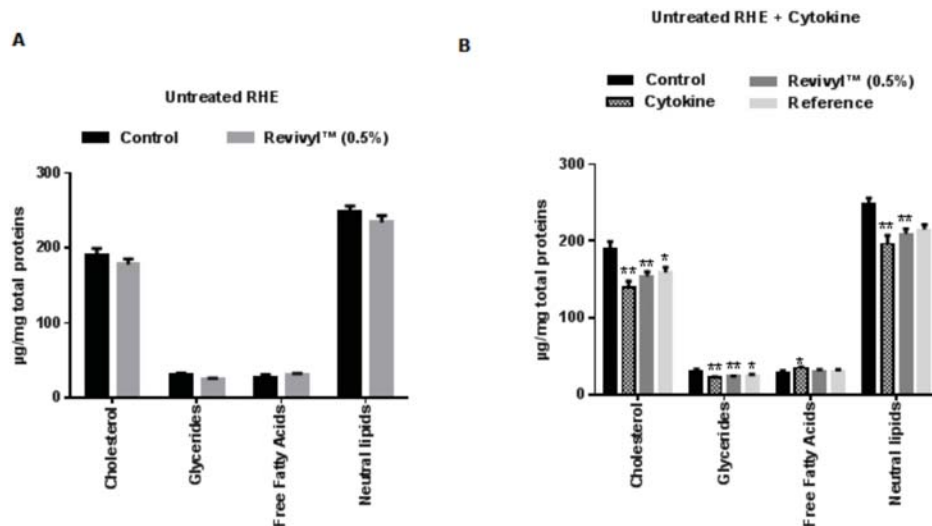 A
Untreated RHE
Control
Revivyl™ (0.5%)
µg/mg total proteins
300
200
100
0
Cholesterol
Glycerides
Free Fatty Acids
Neutral lipids
B
Untreated RHE + Cytokine
Control
Revivyl™ (0.5%)
Cytokine
Reference
µg/mg total proteins
300
200
100
0
**
**
*
**
**
*
*
**
**
Cholesterol
Glycerides
Free Fatty Acids
Neutral lipids